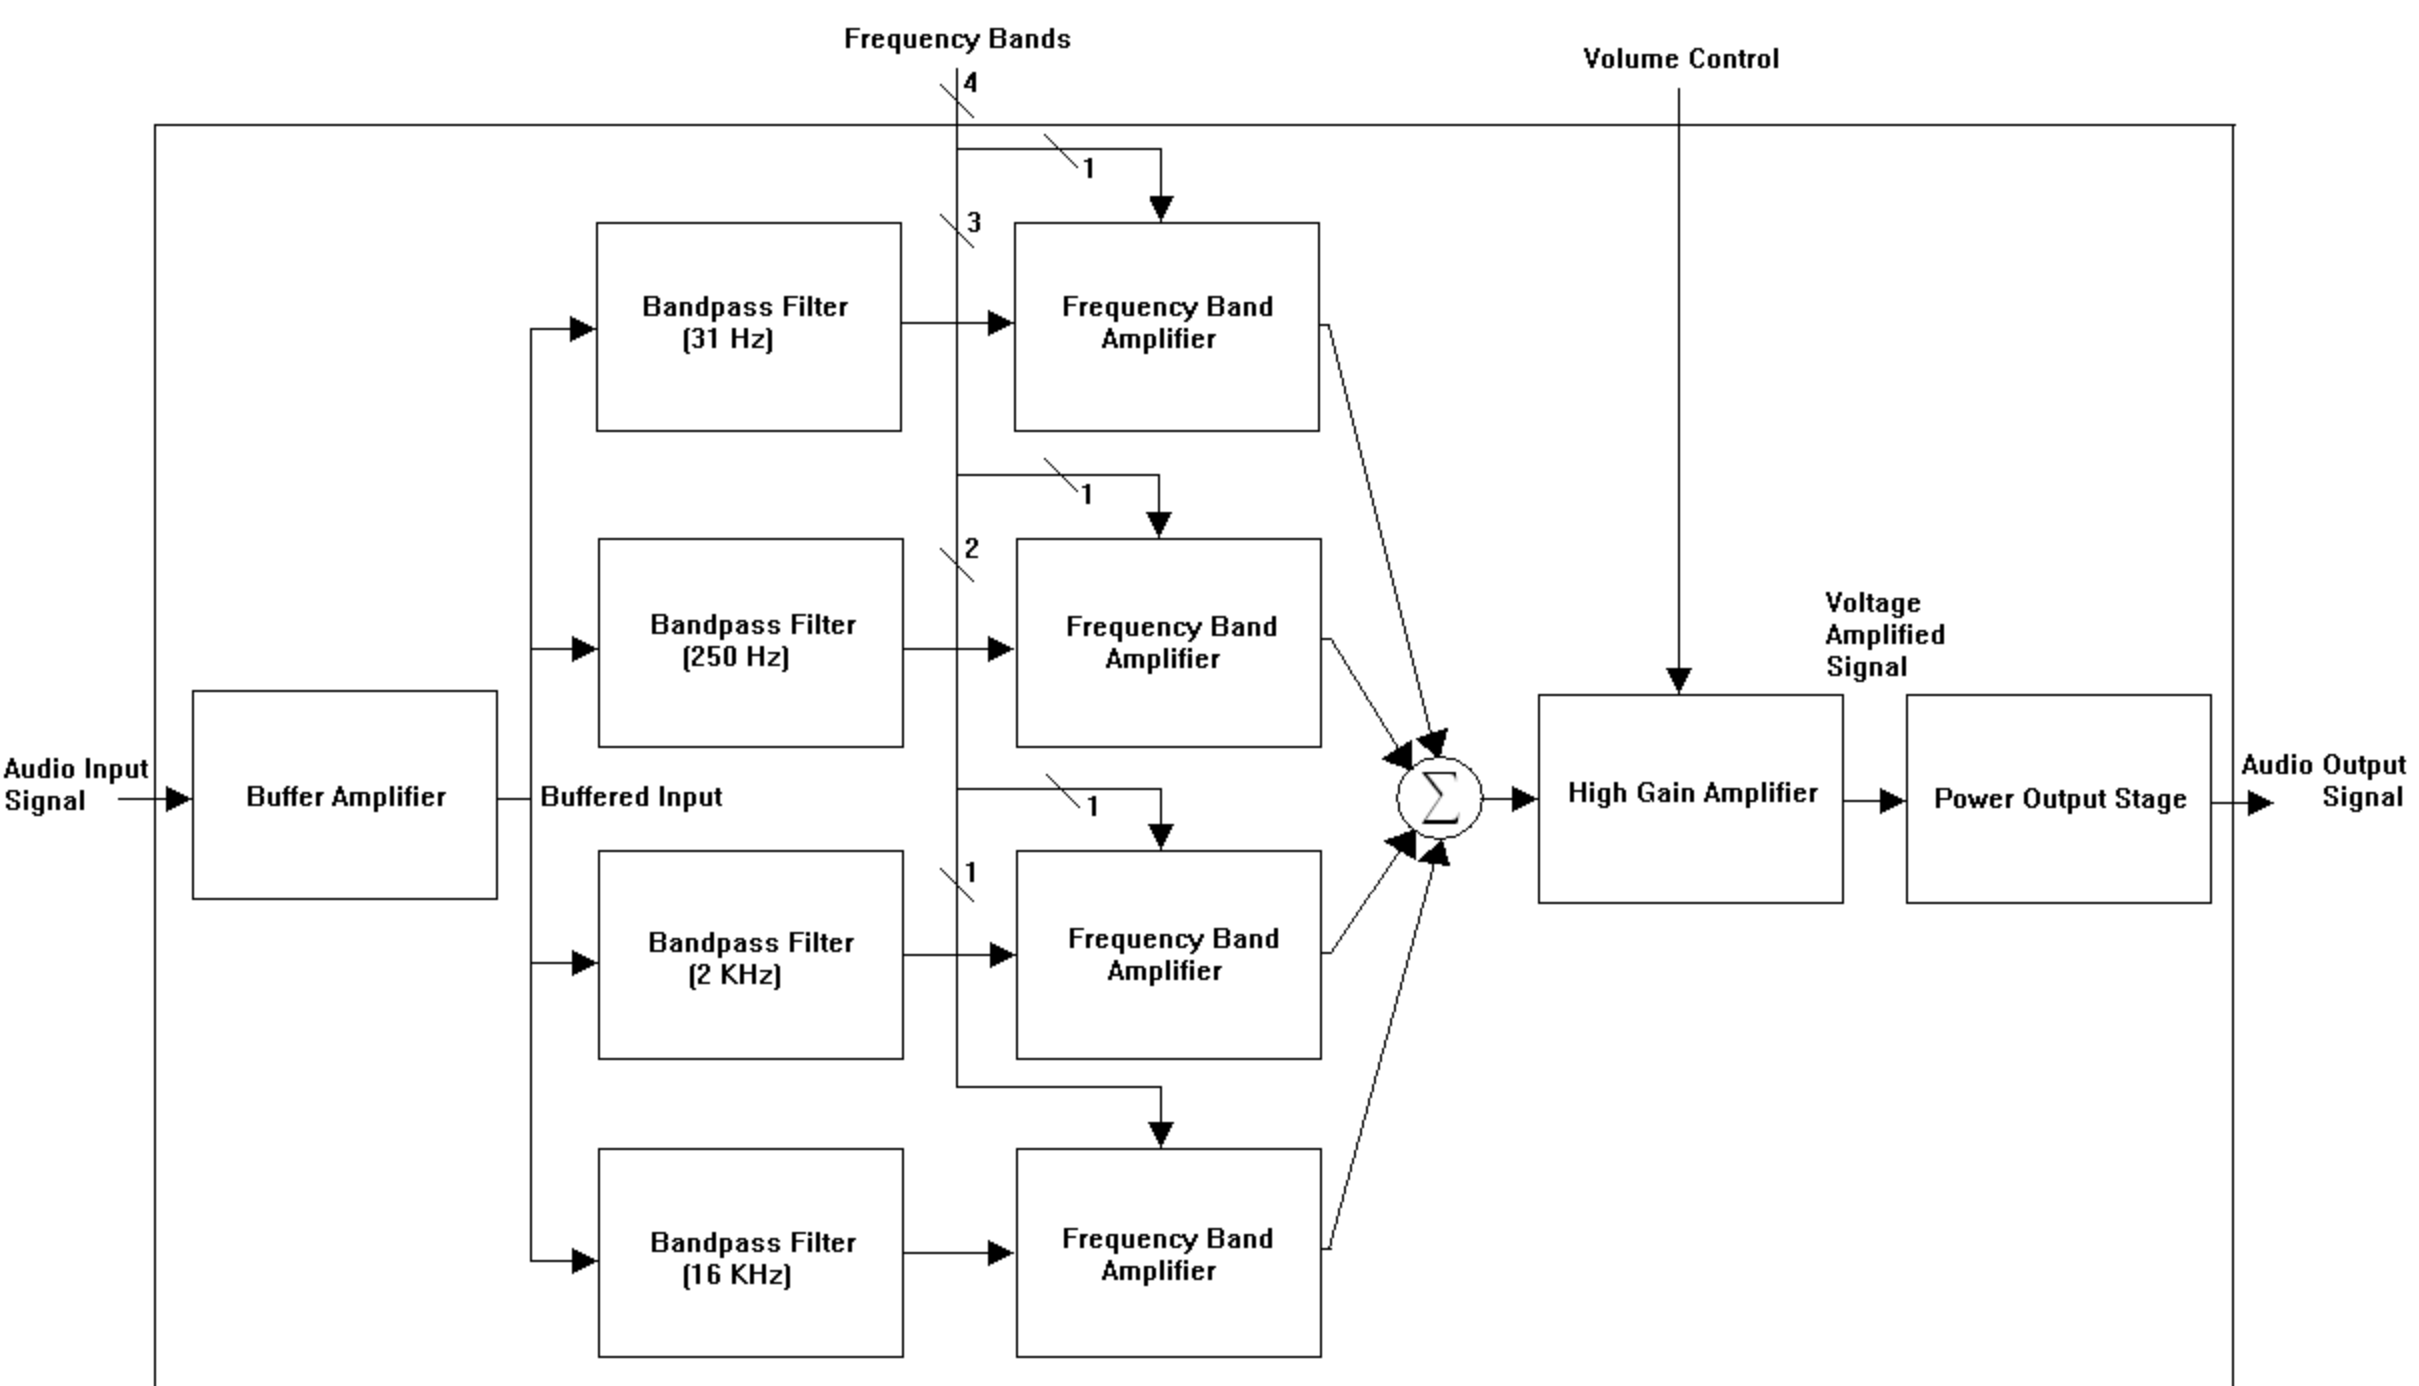 Frequency Bands
Volume Control
4
1
3
Bandpass Filter
(31 Hz)
Frequency Band
Amplifier
1
2
Bandpass Filter
(250 Hz)
Frequency Band
Amplifier
Voltage
Amplified
Signal
Audio Input
Signal
Buffer Amplifier
Buffered Input
1
Σ
High Gain Amplifier
Power Output Stage
Audio Output
Signal
1
Bandpass Filter
(2 KHz)
Frequency Band
Amplifier
Bandpass Filter
(16 KHz)
Frequency Band
Amplifier